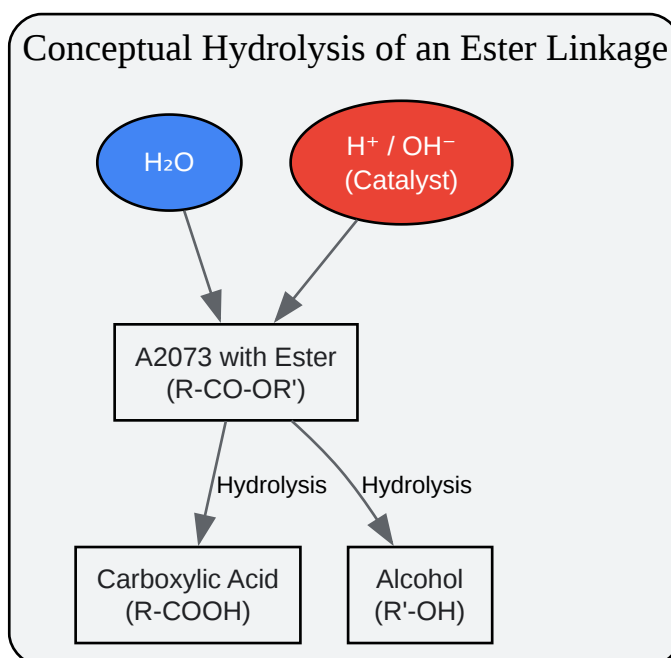 Conceptual Hydrolysis of an Ester Linkage
H₂O
H⁺ / OH⁻
(Catalyst)
A2073 with Ester
(R-CO-OR')
Hydrolysis
Hydrolysis
Carboxylic Acid
(R-COOH)
Alcohol
(R'-OH)